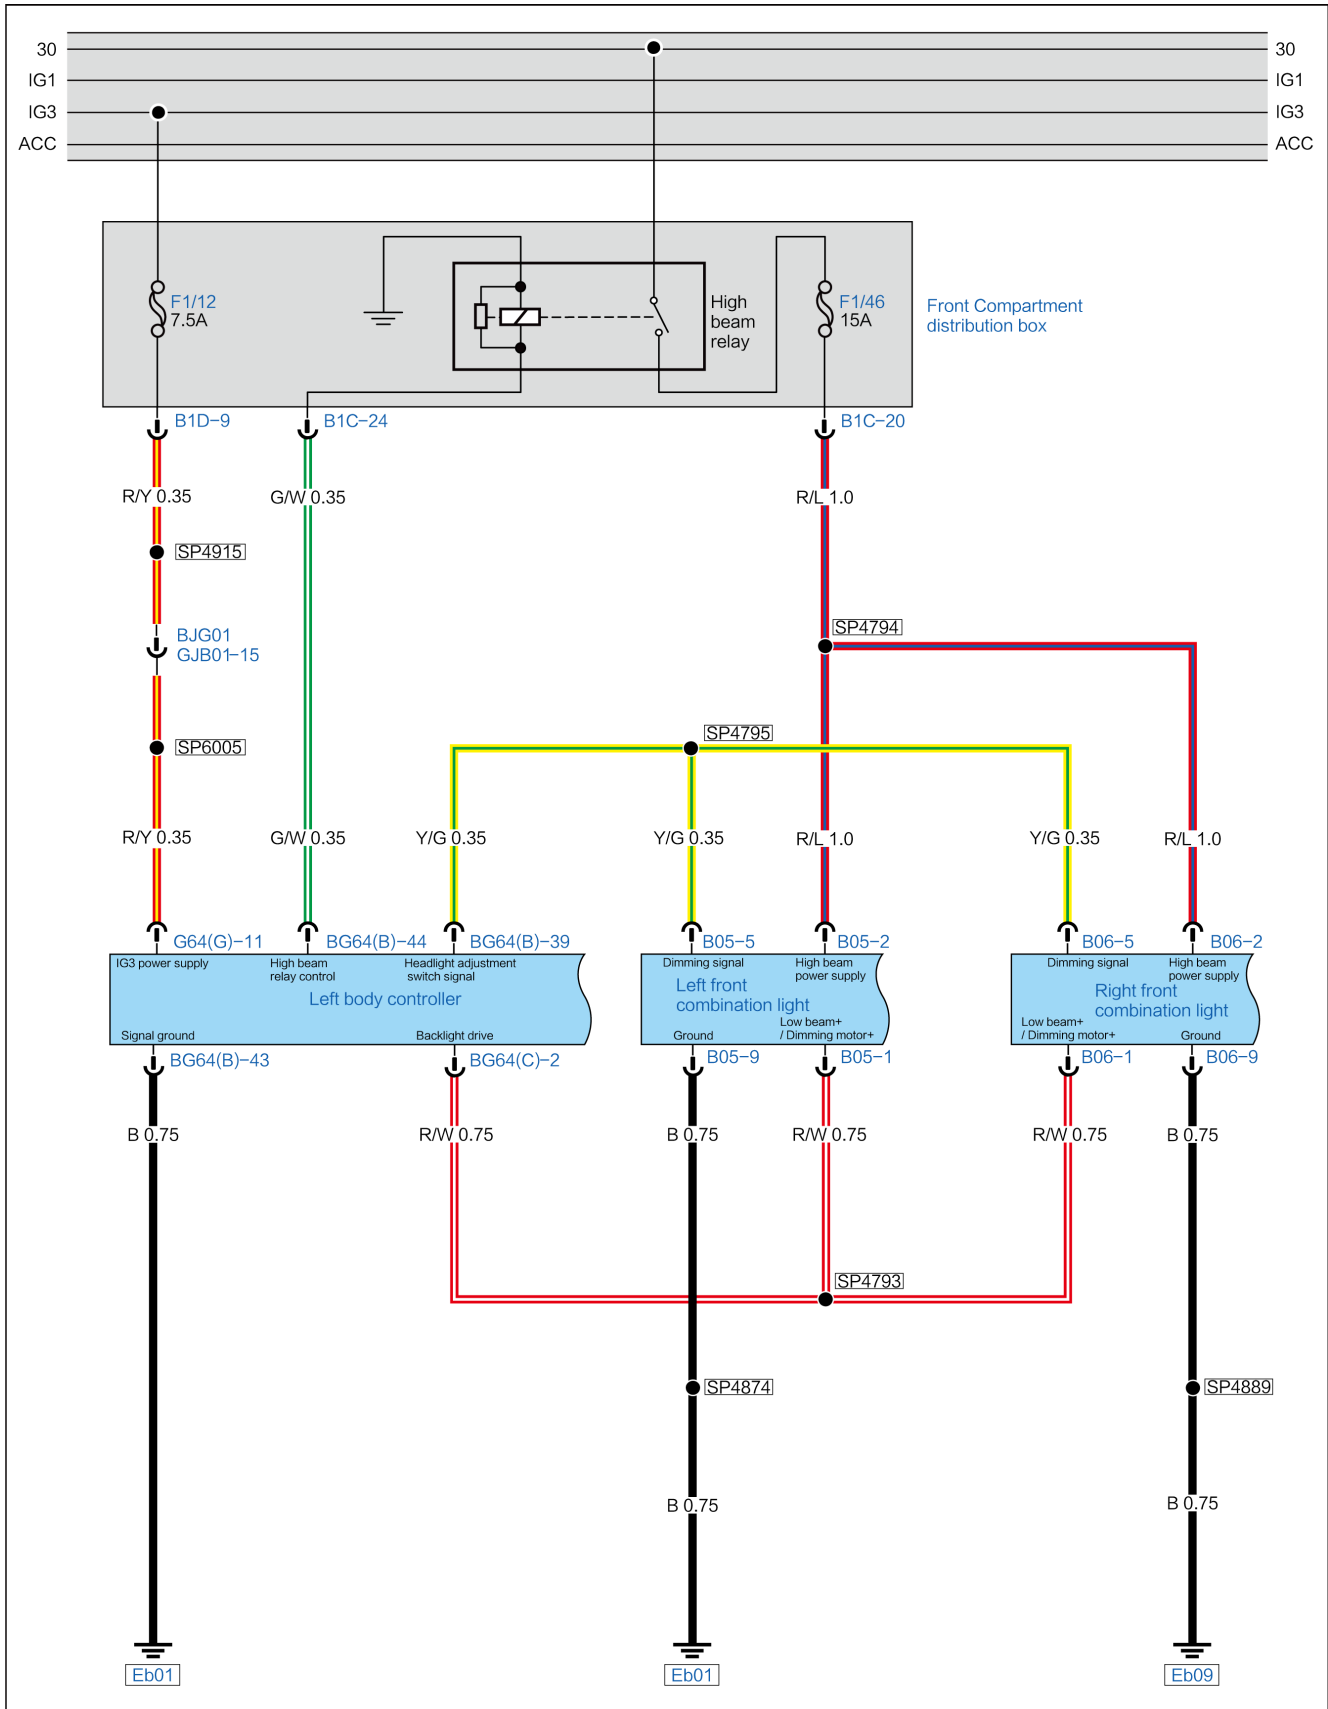 30
30
IG1
IG1
IG3
IG3
ACC
ACC
F1/12
7.5A
High
beam
relay
F1/46
15A
Front Compartment
distribution box
B1D-9
B1C-24
B1C-20
R/Y 0.35
G/W 0.35
R/L 1.0
SP4915
BJG01
GJB01-15
SP4794
SP6005
SP4795
R/Y 0.35
G/W 0.35
Y/G 0.35
Y/G 0.35
R/L 1.0
Y/G 0.35
R/L 1.0
G64(G)-11
BG64(B)-44
BG64(B)-39
B05-5
B05-2
B06-5
B06-2
IG3 power supply
High beam
relay control
Headlight adjustment
switch signal
Left body controller
Signal ground
Backlight drive
Dimming signal
High beam
power supply
Left front
combination light
Low beam+
/ Dimming motor+
Ground
Dimming signal
High beam
power supply
Right front
combination light
Low beam+
/ Dimming motor+
Ground
BG64(B)-43
BG64(C)-2
B05-9
B05-1
B06-1
B06-9
B 0.75
R/W 0.75
B 0.75
R/W 0.75
R/W 0.75
B 0.75
SP4793
SP4874
SP4889
B 0.75
B 0.75
Eb01
Eb01
Eb09